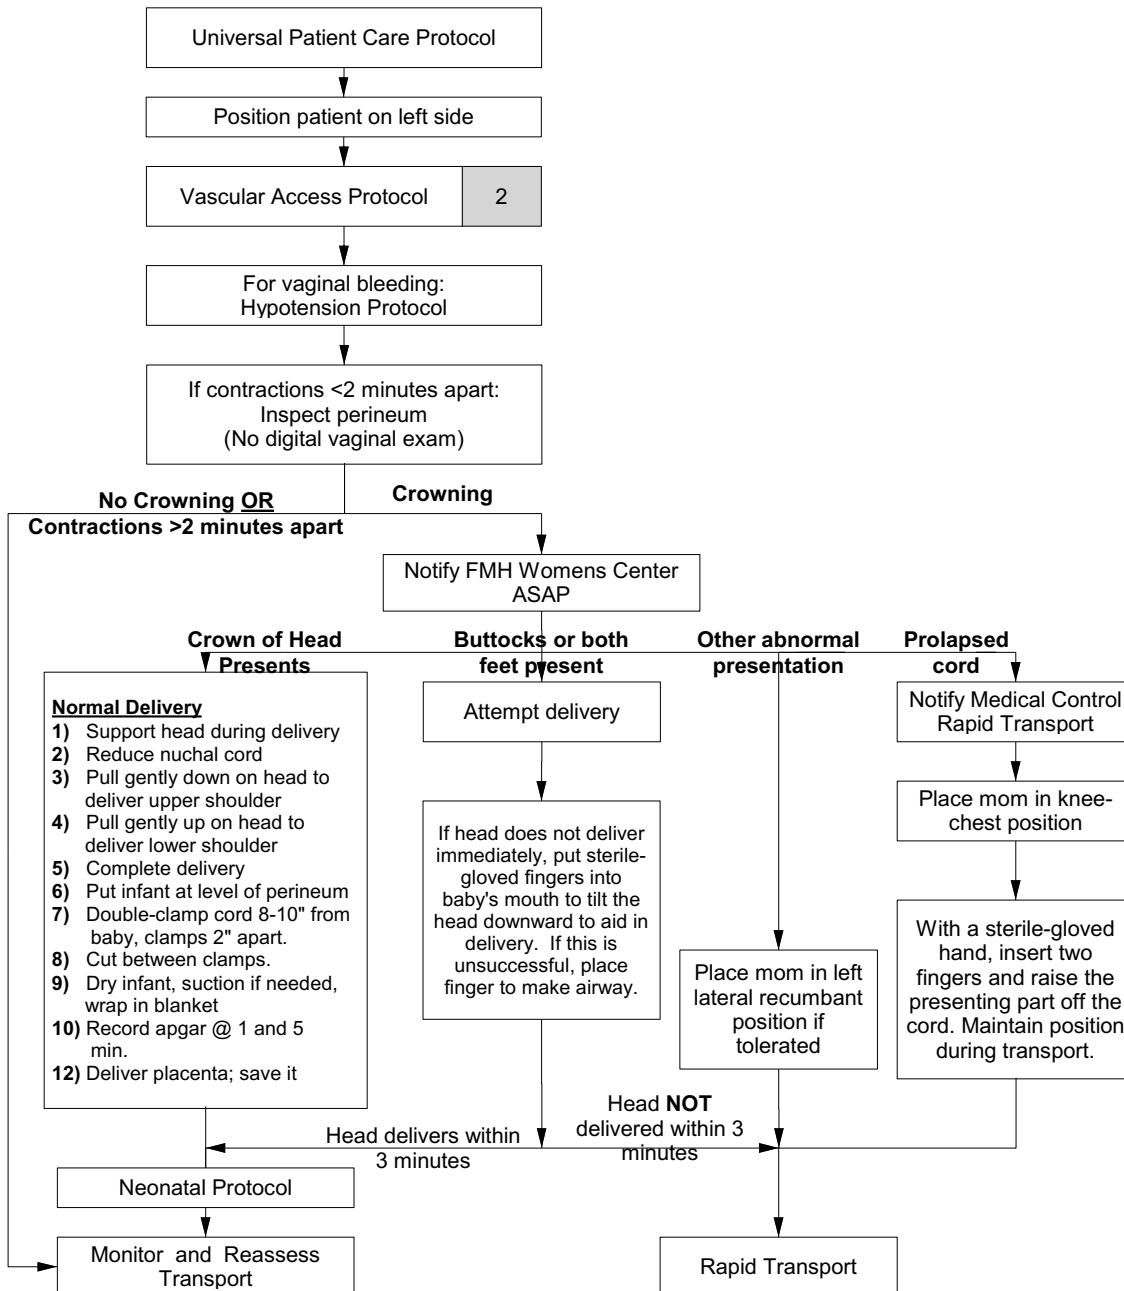 Universal Patient Care Protocol
Position patient on left side
Vascular Access Protocol
2
For vaginal bleeding:
Hypotension Protocol
If contractions <2 minutes apart:
Inspect perineum
(No digital vaginal exam)
No Crowning OR
Contractions >2 minutes apart
Crowning
Notify FMH Womens Center
ASAP
Crown of Head
Presents
Buttocks or both
feet present
Other abnormal
presentation
Prolapsed
cord
Normal Delivery
1) Support head during delivery
2) Reduce nuchal cord
3) Pull gently down on head to
deliver upper shoulder
4) Pull gently up on head to
deliver lower shoulder
5) Complete delivery
6) Put infant at level of perineum
7) Double-clamp cord 8-10" from
baby, clamps 2" apart.
8) Cut between clamps.
9) Dry infant, suction if needed,
wrap in blanket
10) Record apgar @ 1 and 5
min.
12) Deliver placenta; save it
Attempt delivery
If head does not deliver
immediately, put sterile-
gloved fingers into
baby's mouth to tilt the
head downward to aid in
delivery. If this is
unsuccessful, place
finger to make airway.
Place mom in left
lateral recumbant
position if
tolerated
Notify Medical Control
Rapid Transport
Place mom in knee-
chest position
With a sterile-gloved
hand, insert two
fingers and raise the
presenting part off the
cord. Maintain position
during transport.
Head delivers within
3 minutes
Head NOT
delivered within 3
minutes
Neonatal Protocol
Monitor and Reassess
Transport
Rapid Transport